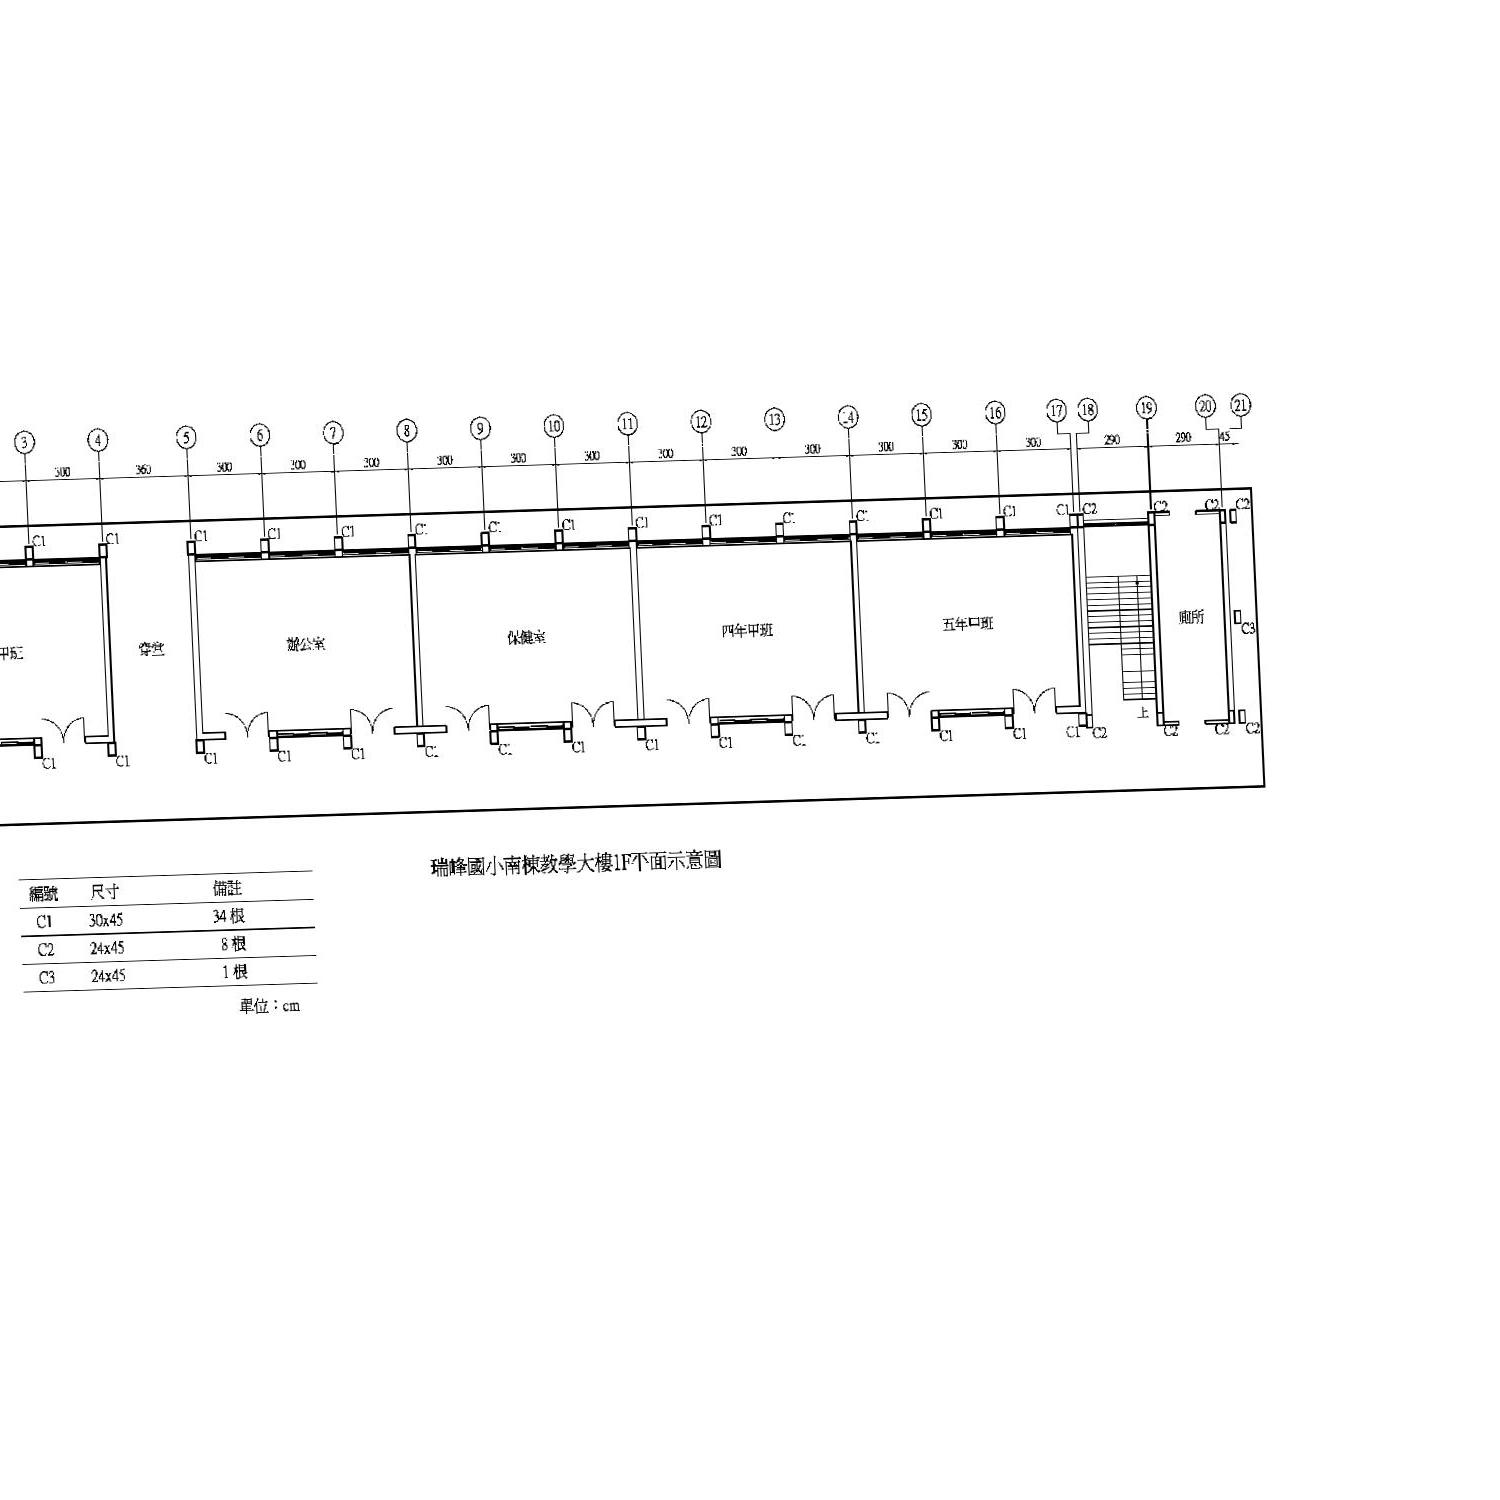 3 4 5 6 7 8 9 10 11 12 13 14 15 16 17 18 19 20 21
300 360 300 300 300 300 300 300 300 300 300 300 300 300 290 290 45
C1 C1 C1 C1 C1 C1 C1 C1 C1 C1 C1 C1 C1 C1 C1 C2 C2 C2 C2
甲班 穿堂 辦公室 保健室 四年甲班 五年甲班 廁所
C3
上
C1 C1 C1 C1 C1 C1 C1 C1 C1 C1 C1 C1 C1 C1 C1 C2 C2 C2 C2
瑞峰國小南棟教學大樓1F平面示意圖
編號 尺寸 備註
C1 30x45 34 根
C2 24x45 8 根
C3 24x45 1 根
單位：cm